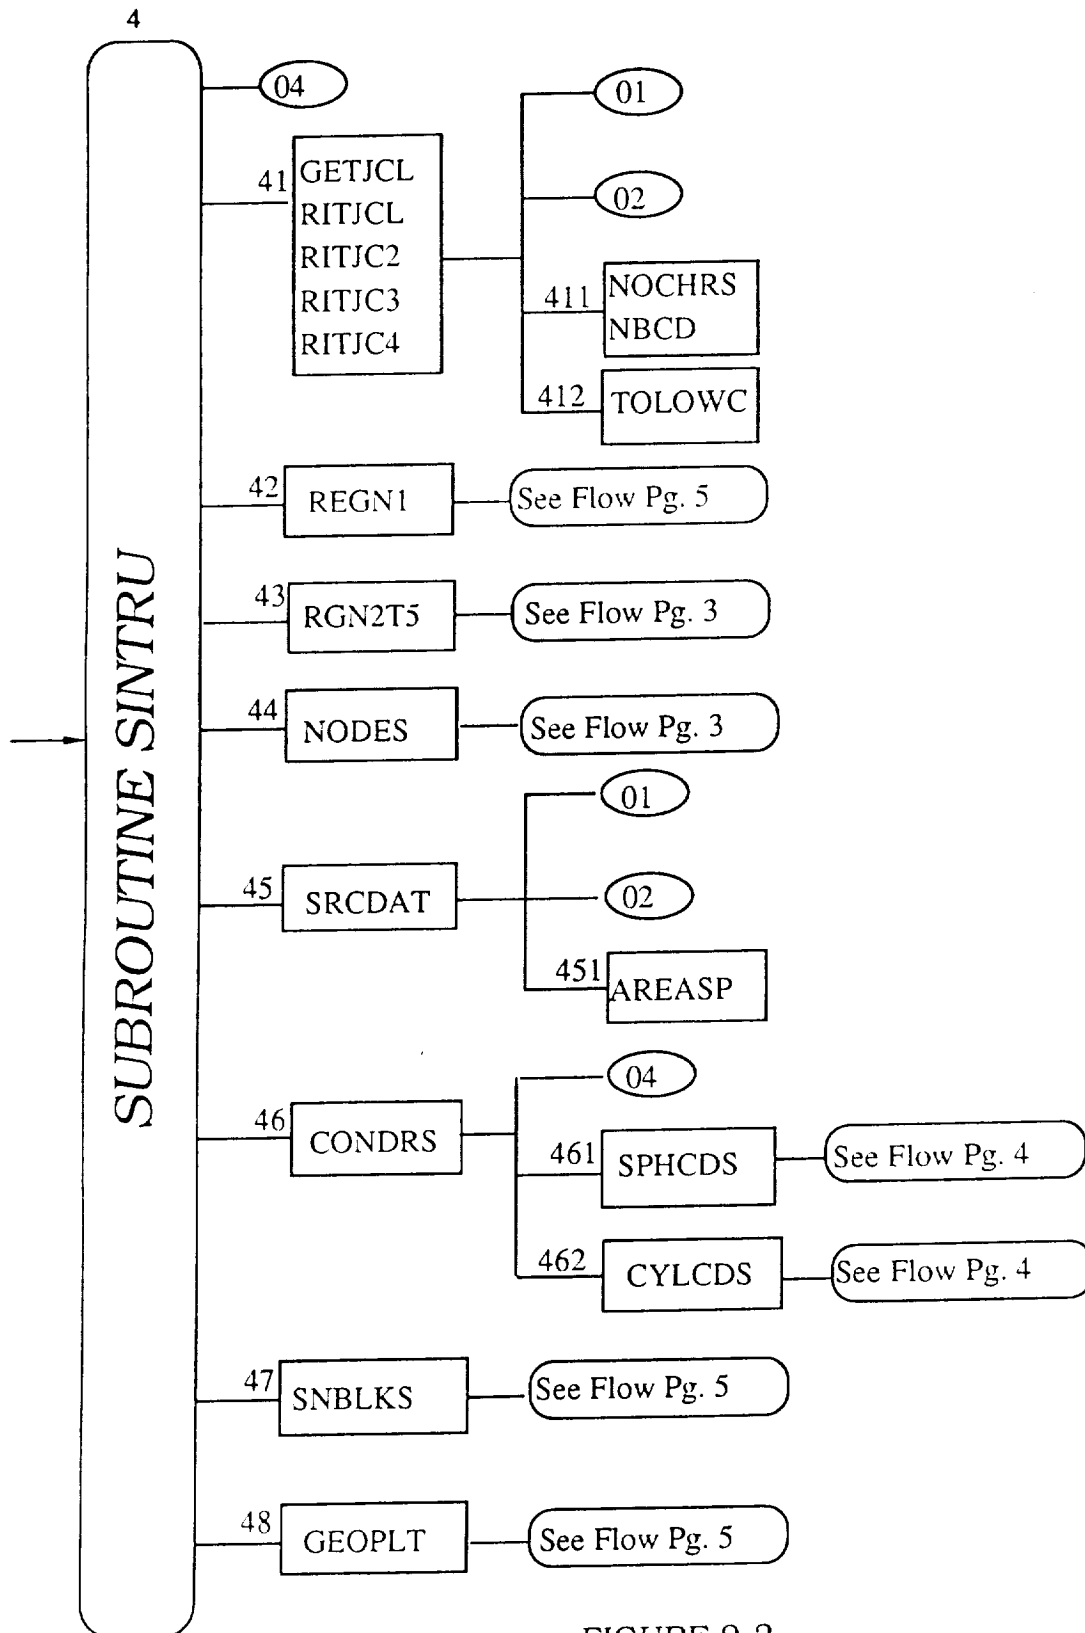 4
SUBROUTINE SINTRU
04
41
GETJCL
RITJCL
RITJC2
RITJC3
RITJC4
01
02
411
NOCHRS
NBCD
412
TOLOWC
42
REGN1
See Flow Pg. 5
43
RGN2T5
See Flow Pg. 3
44
NODES
See Flow Pg. 3
45
SRCDAT
01
02
451
AREASP
46
CONDRS
04
461
SPHCDS
See Flow Pg. 4
462
CYLCDS
See Flow Pg. 4
47
SNBLKS
See Flow Pg. 5
48
GEOPLT
See Flow Pg. 5